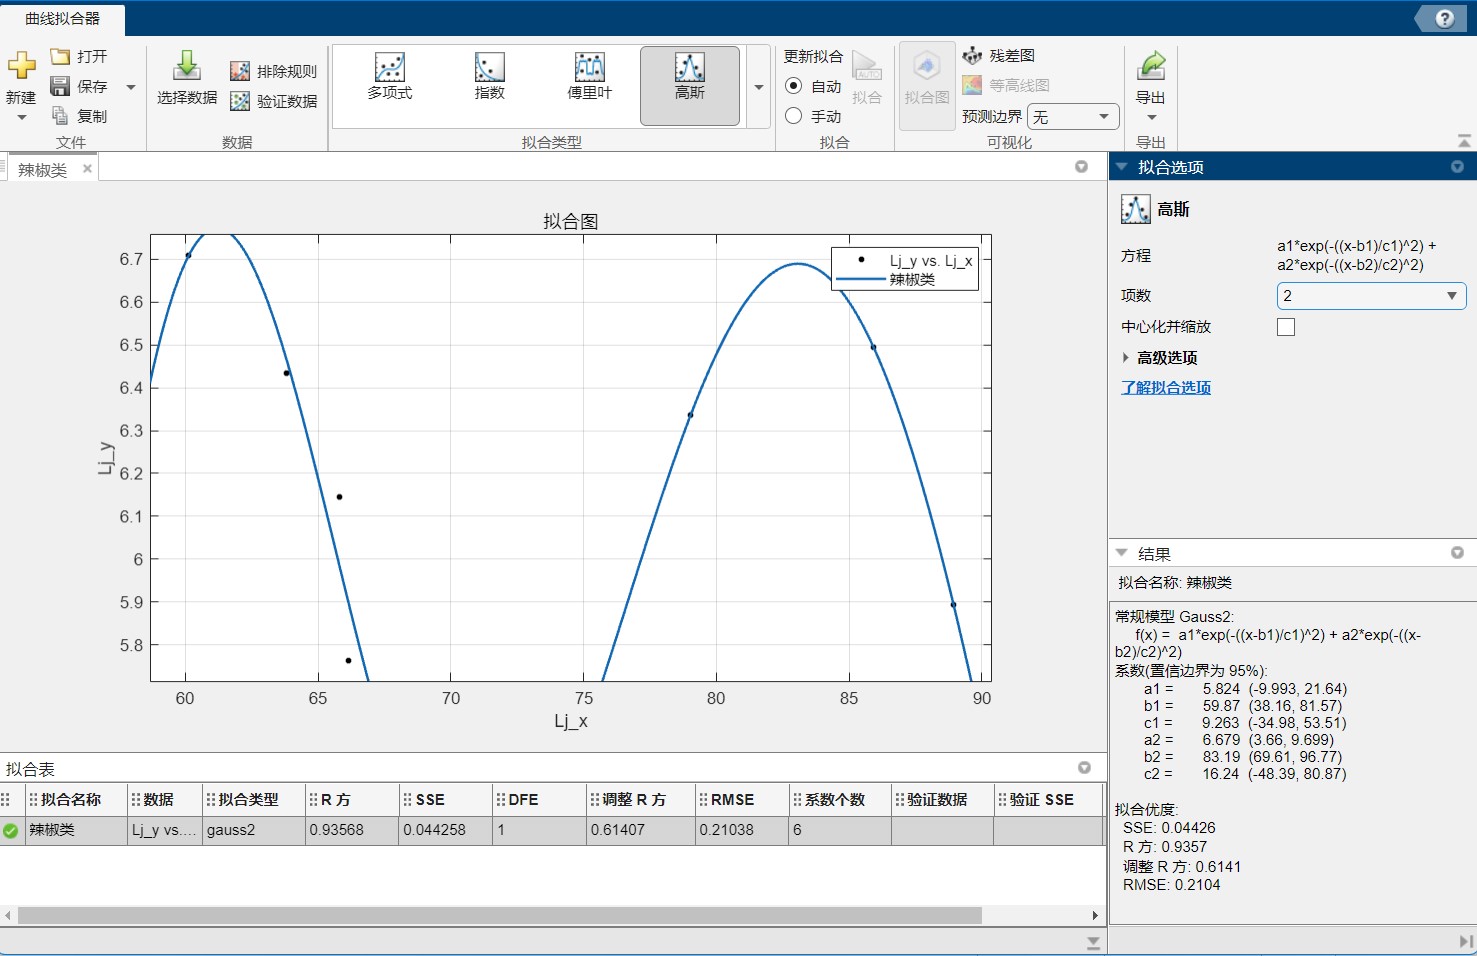 曲线拟合器
新建
打开
保存
复制
文件
选择数据
排除规则
验证数据
数据
多项式
指数
傅里叶
高斯
拟合类型
更新拟合
自动
手动
AUTO
拟合
拟合
拟合图
残差图
等高线图
预测边界 无
可视化
导出
导出
辣椒类
拟合图
Lj_y vs. Lj_x
辣椒类
6.7
6.6
6.5
6.4
6.3
6.2
6.1
6
5.9
5.8
Lj_y
60 65 70 75 80 85 90
Lj_x
拟合选项
高斯
方程 a1*exp(-((x-b1)/c1)^2) +
a2*exp(-((x-b2)/c2)^2)
项数 2
中心化并缩放
高级选项
了解拟合选项
结果
拟合名称: 辣椒类
常规模型 Gauss2:
f(x) = a1*exp(-((x-b1)/c1)^2) + a2*exp(-((x-
b2)/c2)^2)
系数(置信边界为 95%):
a1 = 5.824 (-9.993, 21.64)
b1 = 59.87 (38.16, 81.57)
c1 = 9.263 (-34.98, 53.51)
a2 = 6.679 (3.66, 9.699)
b2 = 83.19 (69.61, 96.77)
c2 = 16.24 (-48.39, 80.87)
拟合优度:
SSE: 0.04426
R 方: 0.9357
调整 R 方: 0.6141
RMSE: 0.2104
拟合表
拟合名称 数据 拟合类型 R 方 SSE DFE 调整 R 方 RMSE 系数个数 验证数据 验证 SSE
辣椒类 Lj_y vs.... gauss2 0.93568 0.044258 1 0.61407 0.21038 6